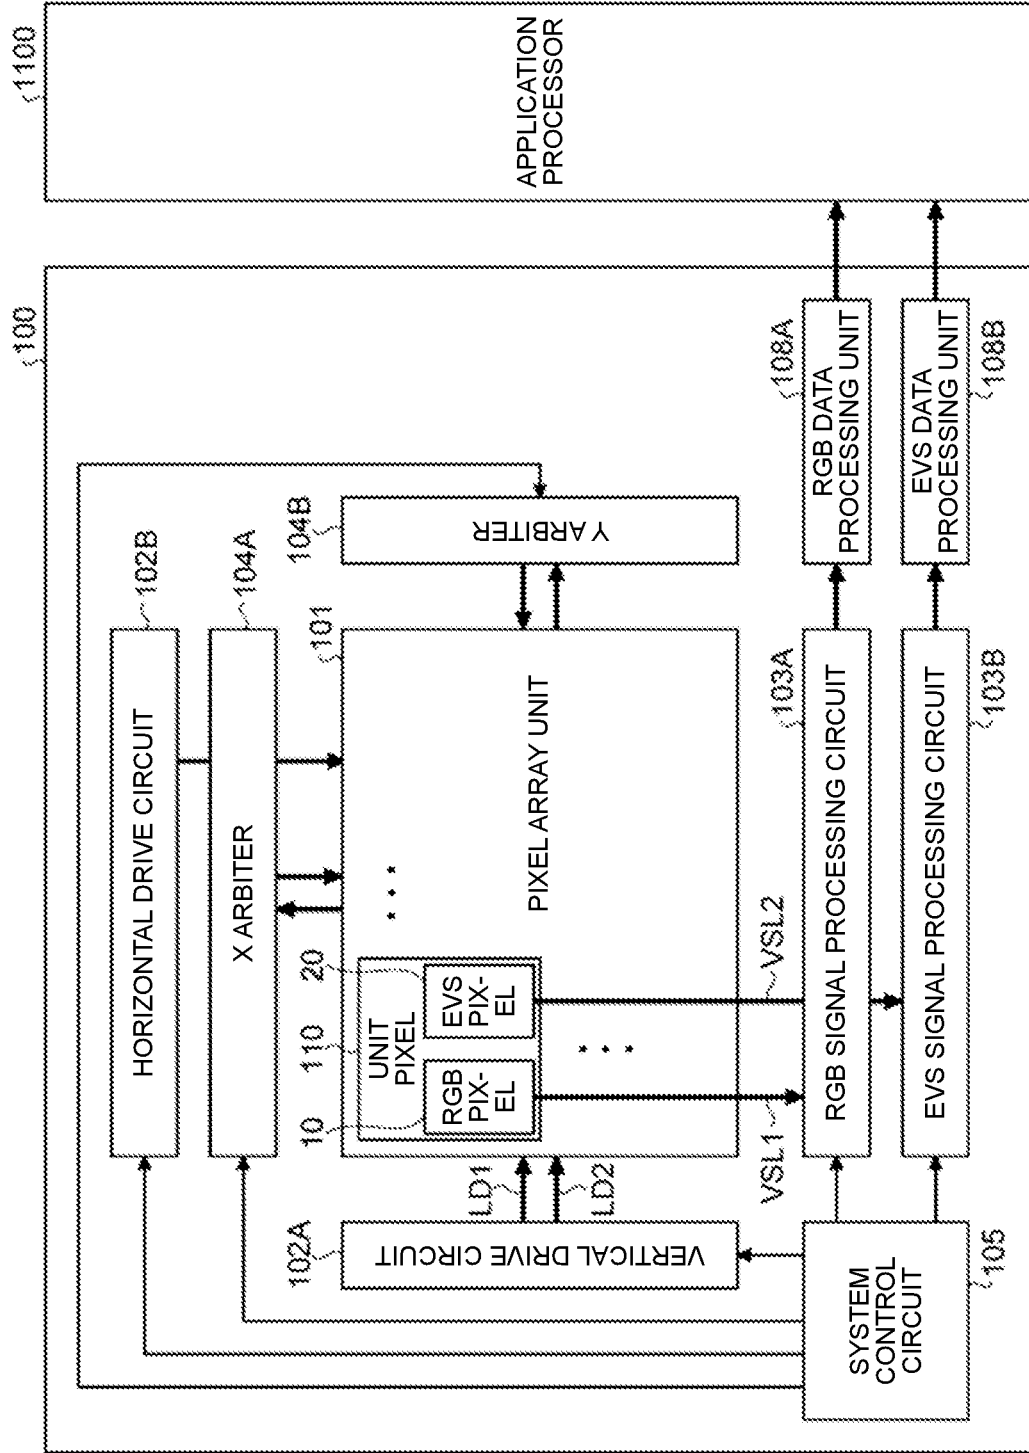 100
1100
HORIZONTAL DRIVE CIRCUIT
102B
X ARBITER
104A
101
PIXEL ARRAY UNIT
110
UNIT
PIXEL
10
RGB
PIX-
EL
20
EVS
PIX-
EL
104B
Y ARBITER
102A
VERTICAL DRIVE CIRCUIT
LD1
LD2
VSL1
VSL2
SYSTEM
CONTROL
CIRCUIT
105
RGB SIGNAL PROCESSING CIRCUIT
103A
EVS SIGNAL PROCESSING CIRCUIT
103B
RGB DATA
PROCESSING UNIT
108A
EVS DATA
PROCESSING UNIT
108B
APPLICATION
PROCESSOR